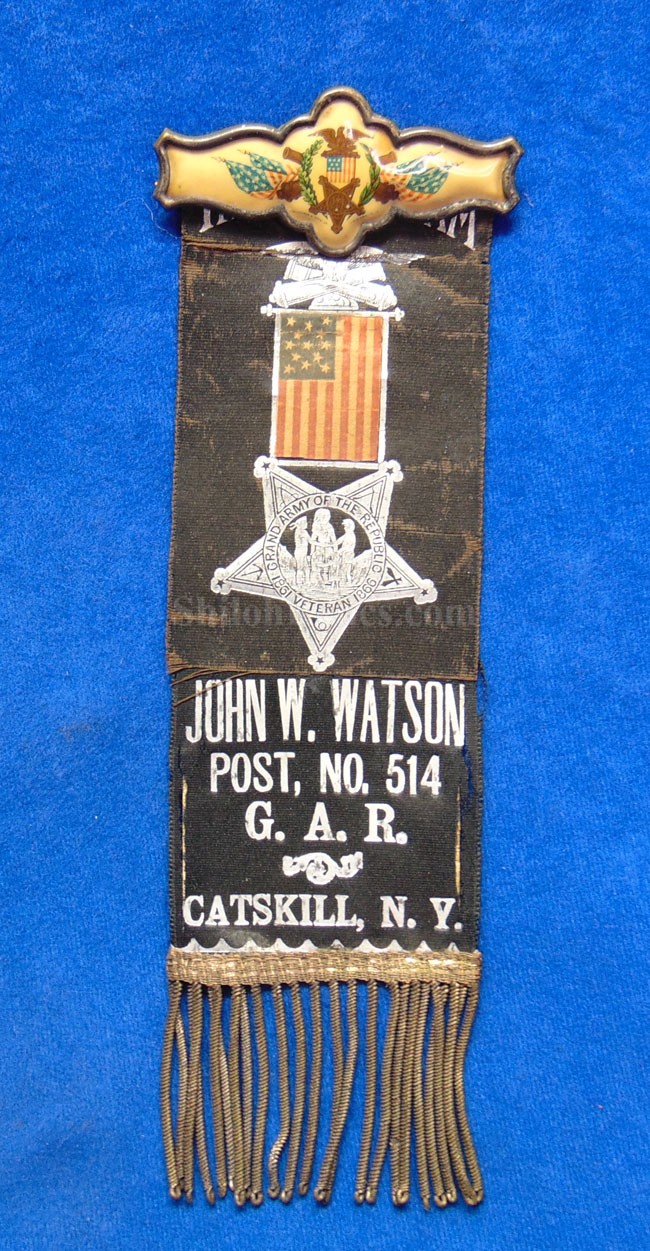 GRAND ARMY OF THE REPUBLIC
1861 VETERAN 1866
JOHN W. WATSON
POST, NO. 514
G. A. R.
CATSKILL, N. Y.